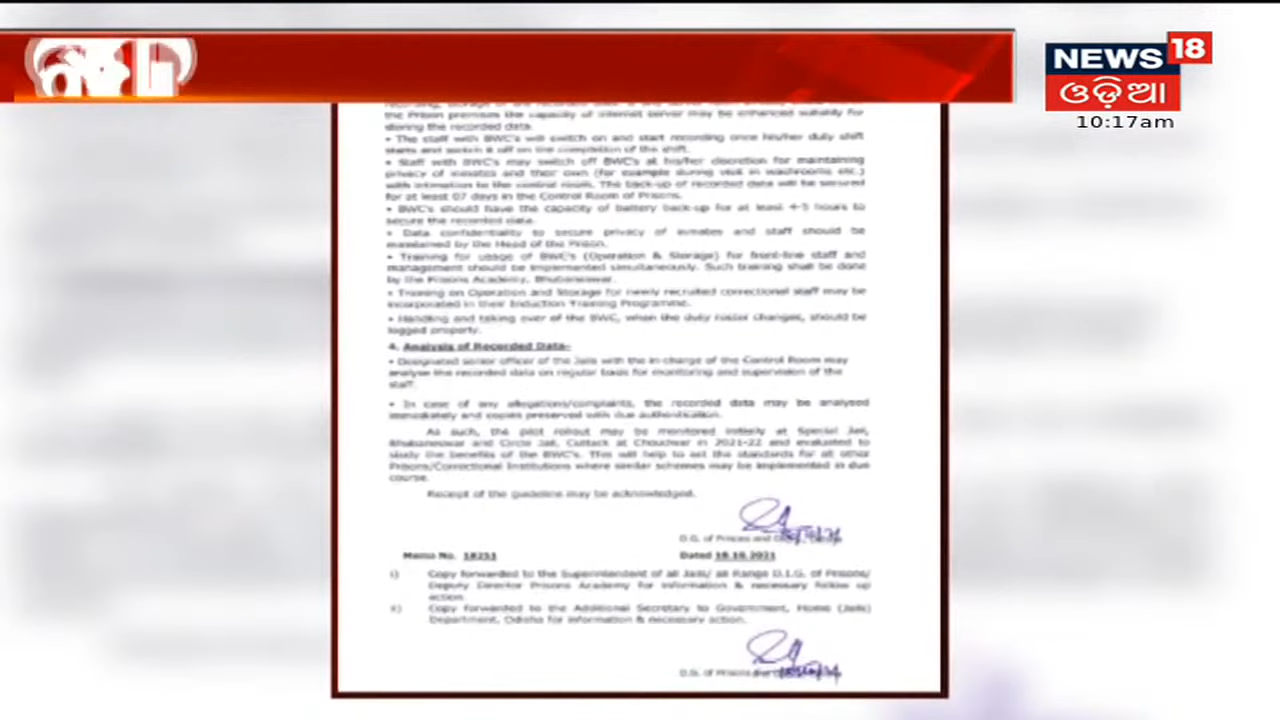 NEWS 18
ଓଡ଼ିଆ
10:17am
the Prison premises the capacity of internet server may be enhanced suitably for
storing the recorded data.
• The staff with BWC's will switch on and start recording once his/her duty shift
starts and switch it off on the completion of the shift.
• Staff with BWC's may switch off BWC's at his/her discretion for maintaining
privacy of inmates and their own (for example during visit in washrooms etc.)
with intimation to the control room. The back-up of recorded data will be secured
for at least 07 days in the Control Room of Prisons.
• BWC's should have the capacity of battery back-up for at least 4-5 hours to
secure the recorded data.
• Data confidentiality to secure privacy of inmates and staff should be
maintained by the Head of the Prison.
• Training for usage of BWC's (Operation & Storage) for front-line staff and
management should be implemented simultaneously. Such training shall be done
by the Prisons Academy, Bhubaneswar.
• Training on Operation and Storage for newly recruited correctional staff may be
incorporated in their Induction Training Programme.
• Handling and taking over of the BWC, when the duty roster changes, should be
logged properly.
4. Analysis of Recorded Data-
• Designated senior officer of the Jails with the in-charge of the Control Room may
analyse the recorded data on regular basis for monitoring and supervision of the
staff.
• In case of any allegations/complaints, the recorded data may be analysed
immediately and copies preserved with due authentication.
As such, the pilot rollout may be monitored initially at Special Jail,
Bhubaneswar and Circle Jail, Cuttack at Choudwar in 2021-22 and evaluated to
study the benefits of the BWC's. This will help to set the standards for all other
Prisons/Correctional Institutions where similar schemes may be implemented in due
course.
Receipt of the guideline may be acknowledged.
D.G. of Prisons and
Memo No. 18251 Dated 18.10.2021
i) Copy forwarded to the Superintendent of all Jails/ all Range D.I.G. of Prisons/
Deputy Director Prisons Academy for information & necessary follow up
action.
ii) Copy forwarded to the Additional Secretary to Government, Home (Jails)
Department, Odisha for information & necessary action.
D.G. of Prisons